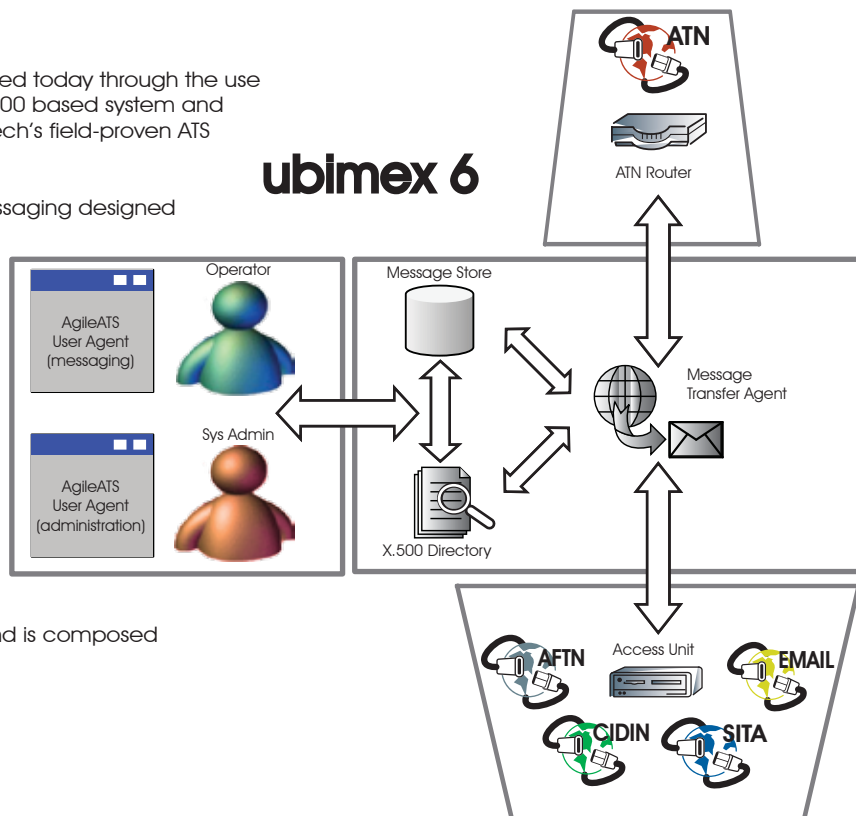 ed today through the use
00 based system and
ech's field-proven ATS
ubimex 6
ssaging designed
ATN
ATN Router
Operator
AgileATS
User Agent
(messaging)
Sys Admin
AgileATS
User Agent
(administration)
Message Store
X.500 Directory
Message
Transfer Agent
nd is composed
Access Unit
AFTN
EMAIL
CIDIN
SITA